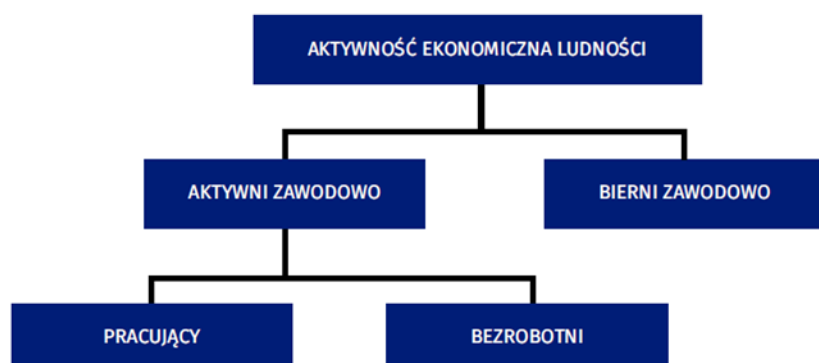 AKTYWNOŚĆ EKONOMICZNA LUDNOŚCI
AKTYWNI ZAWODOWO
BIERNI ZAWODOWO
PRACUJĄCY
BEZROBOTNI